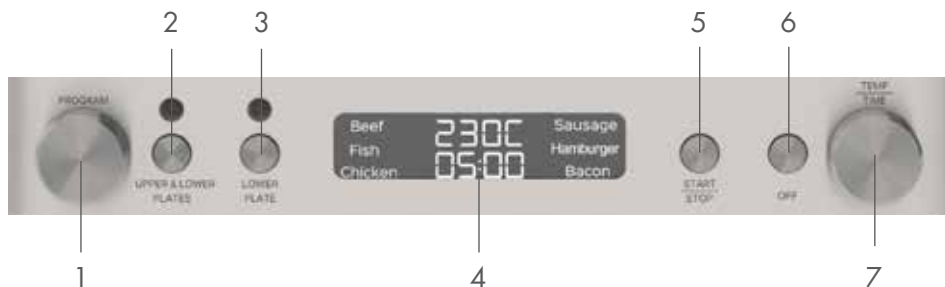 2 3 5 6
PROGRAM
TEMP
TIME
Beef 230C Sausage
Fish Hamburger
Chicken 05:00 Bacon
UPPER & LOWER
PLATES
LOWER
PLATE
START
STOP
OFF
1 4 7